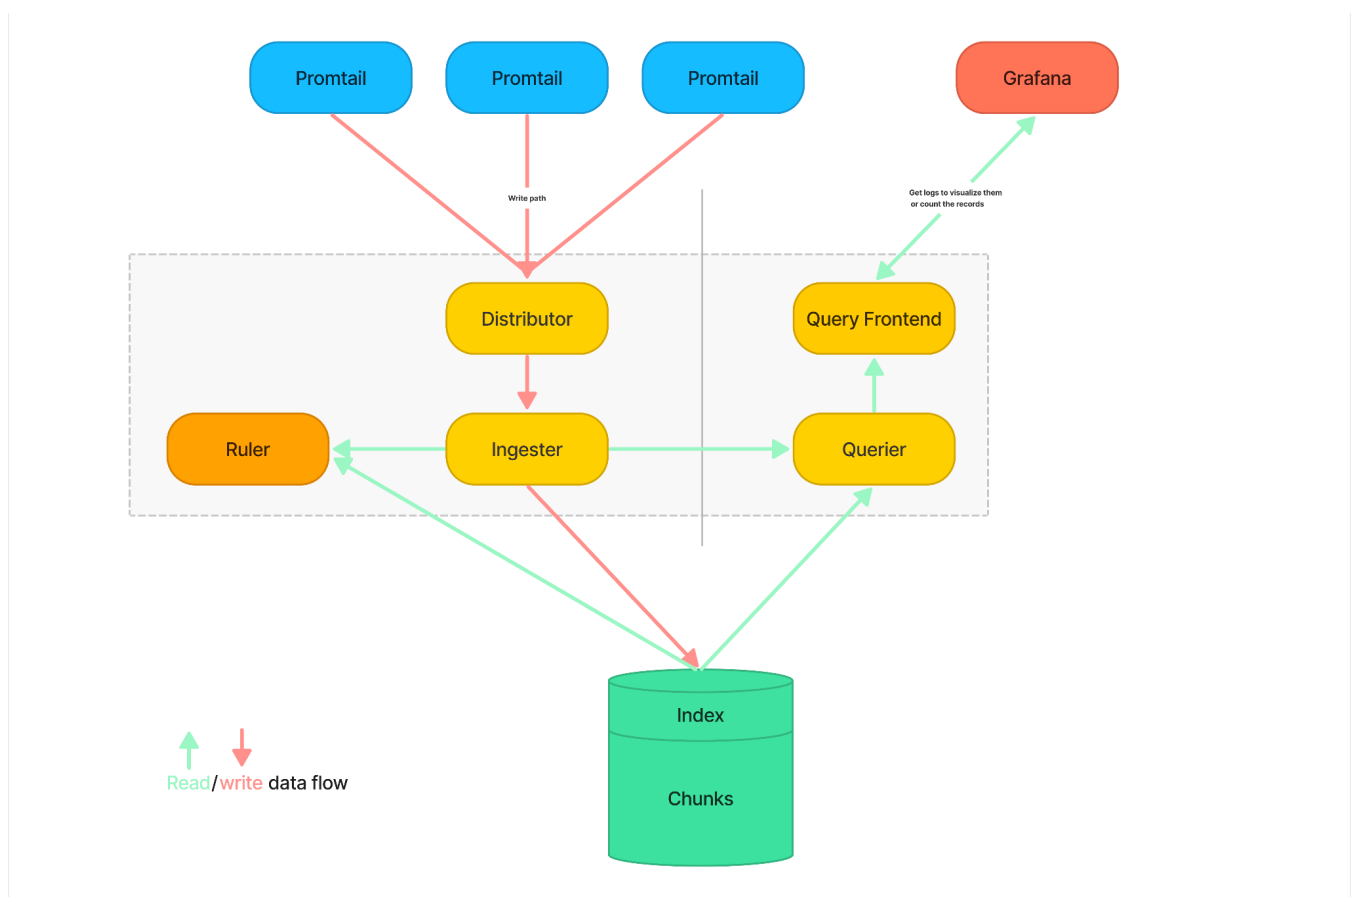 Promtail
Promtail
Promtail
Grafana
Write path
Get logs to visualize them
or count the records
Distributor
Query Frontend
Ruler
Ingester
Querier
Index
Chunks
Read/write data flow